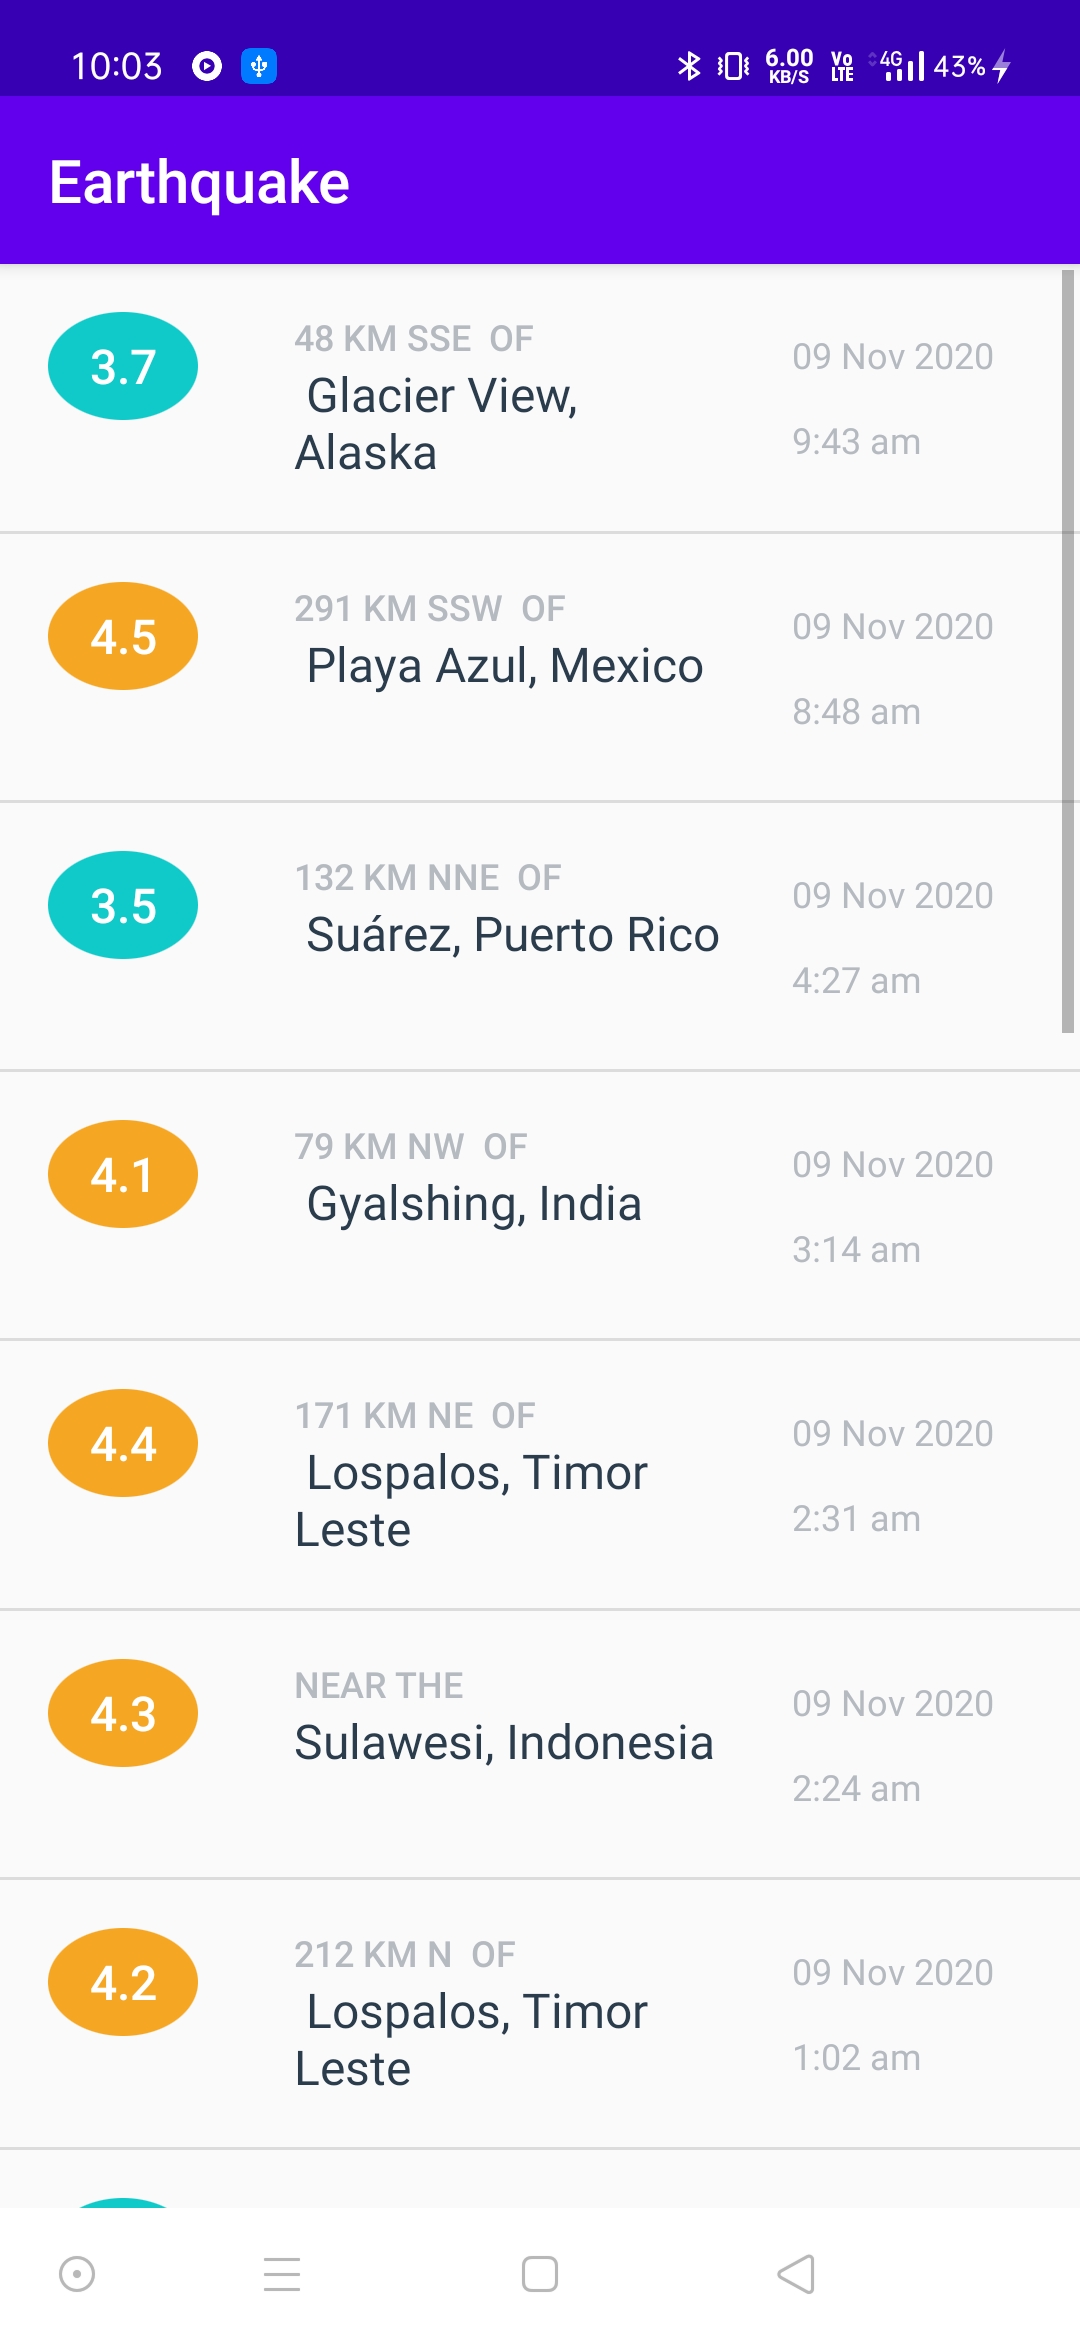 10:03 6.00 KB/S Vo LTE 4G 43%
Earthquake
3.7
48 KM SSE OF
Glacier View,
Alaska
09 Nov 2020
9:43 am
4.5
291 KM SSW OF
Playa Azul, Mexico
09 Nov 2020
8:48 am
3.5
132 KM NNE OF
Suárez, Puerto Rico
09 Nov 2020
4:27 am
4.1
79 KM NW OF
Gyalshing, India
09 Nov 2020
3:14 am
4.4
171 KM NE OF
Lospalos, Timor
Leste
09 Nov 2020
2:31 am
4.3
NEAR THE
Sulawesi, Indonesia
09 Nov 2020
2:24 am
4.2
212 KM N OF
Lospalos, Timor
Leste
09 Nov 2020
1:02 am